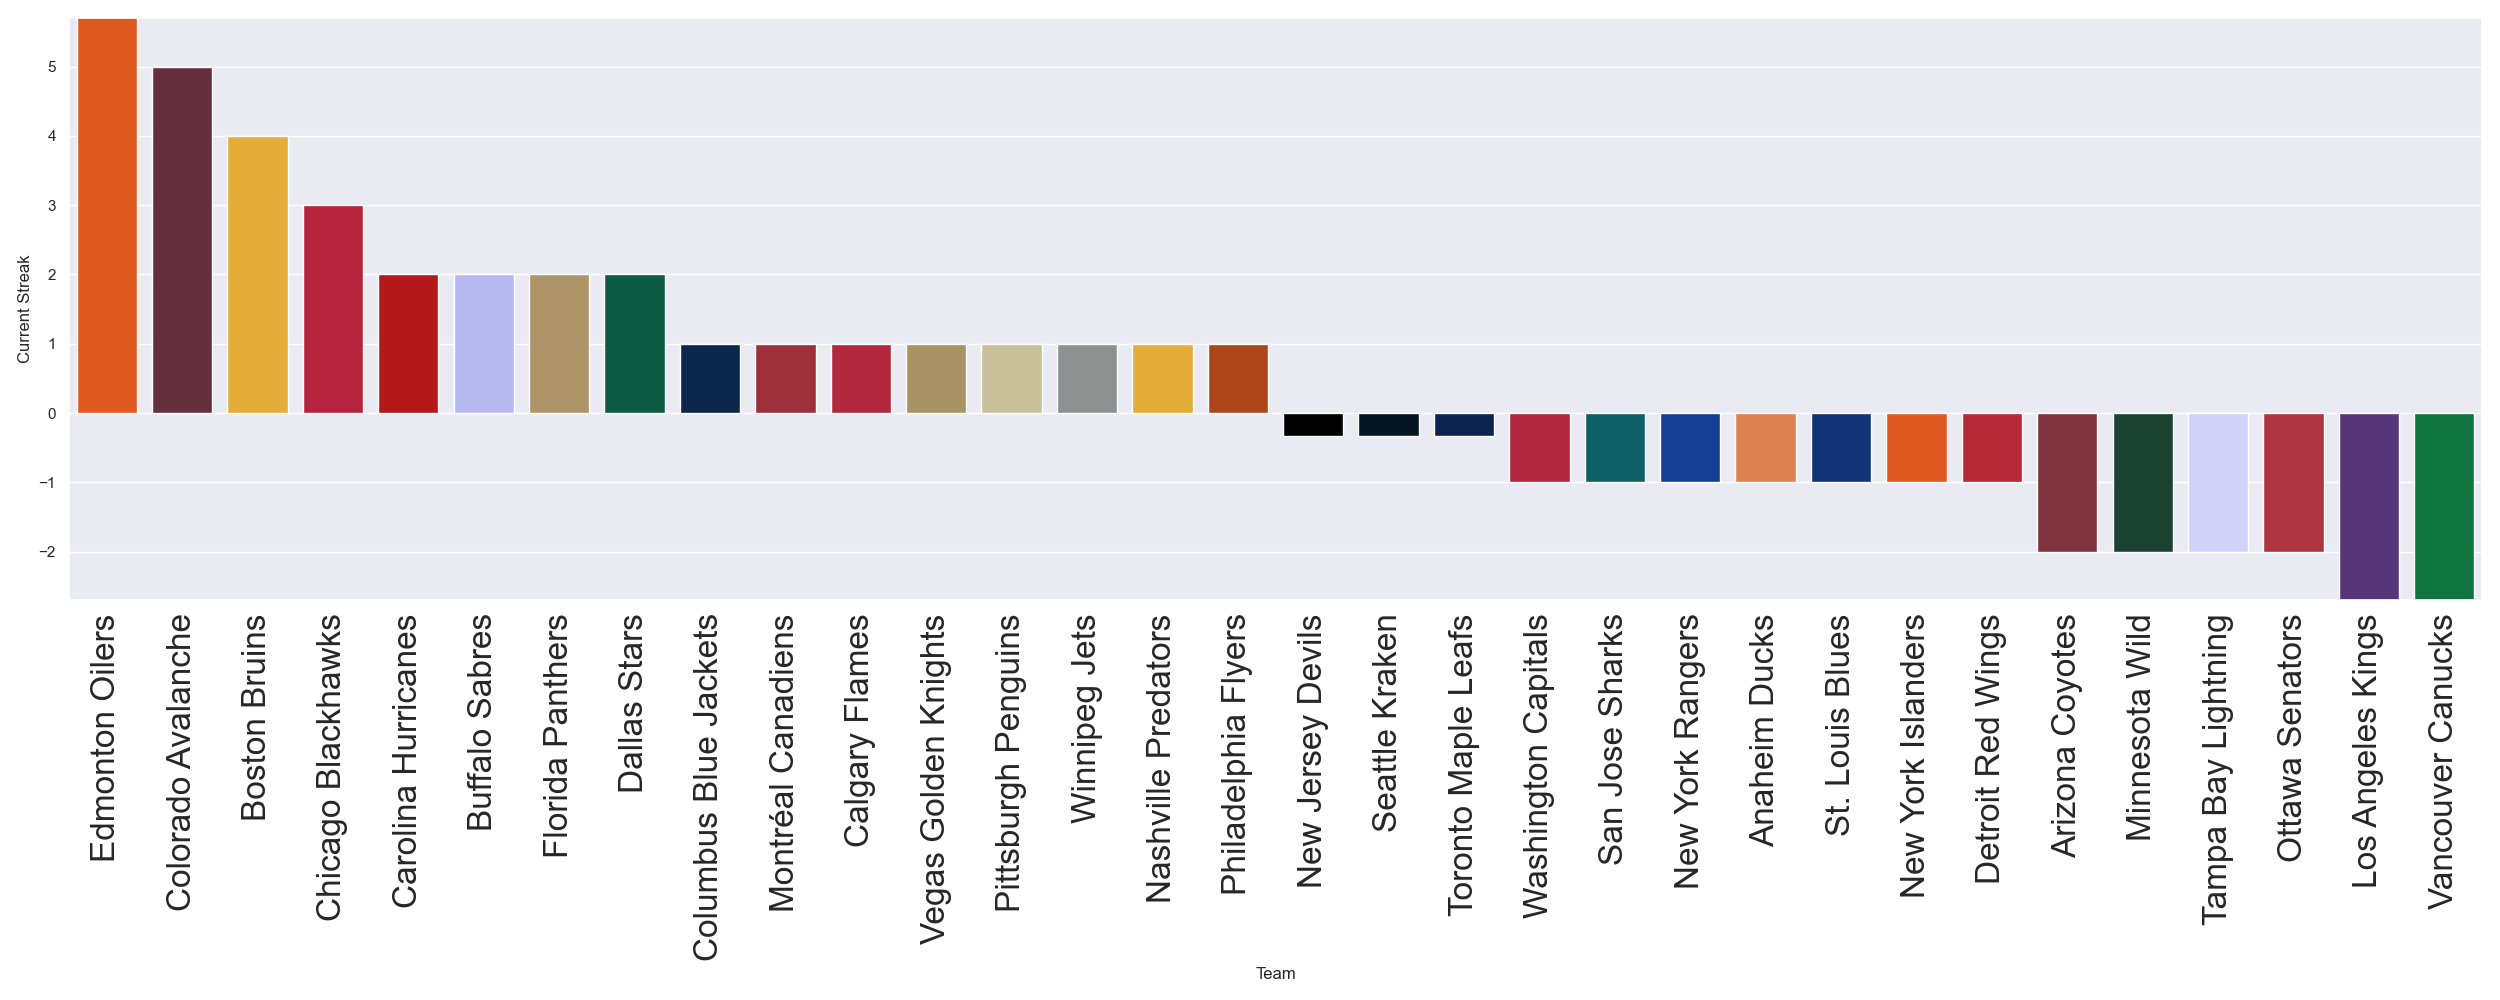 5
4
3
2
1
0
−1
−2
Current Streak
Edmonton Oilers
Colorado Avalanche
Boston Bruins
Chicago Blackhawks
Carolina Hurricanes
Buffalo Sabres
Florida Panthers
Dallas Stars
Columbus Blue Jackets
Montréal Canadiens
Calgary Flames
Vegas Golden Knights
Pittsburgh Penguins
Winnipeg Jets
Nashville Predators
Philadelphia Flyers
New Jersey Devils
Seattle Kraken
Toronto Maple Leafs
Washington Capitals
San Jose Sharks
New York Rangers
Anaheim Ducks
St. Louis Blues
New York Islanders
Detroit Red Wings
Arizona Coyotes
Minnesota Wild
Tampa Bay Lightning
Ottawa Senators
Los Angeles Kings
Vancouver Canucks
Team